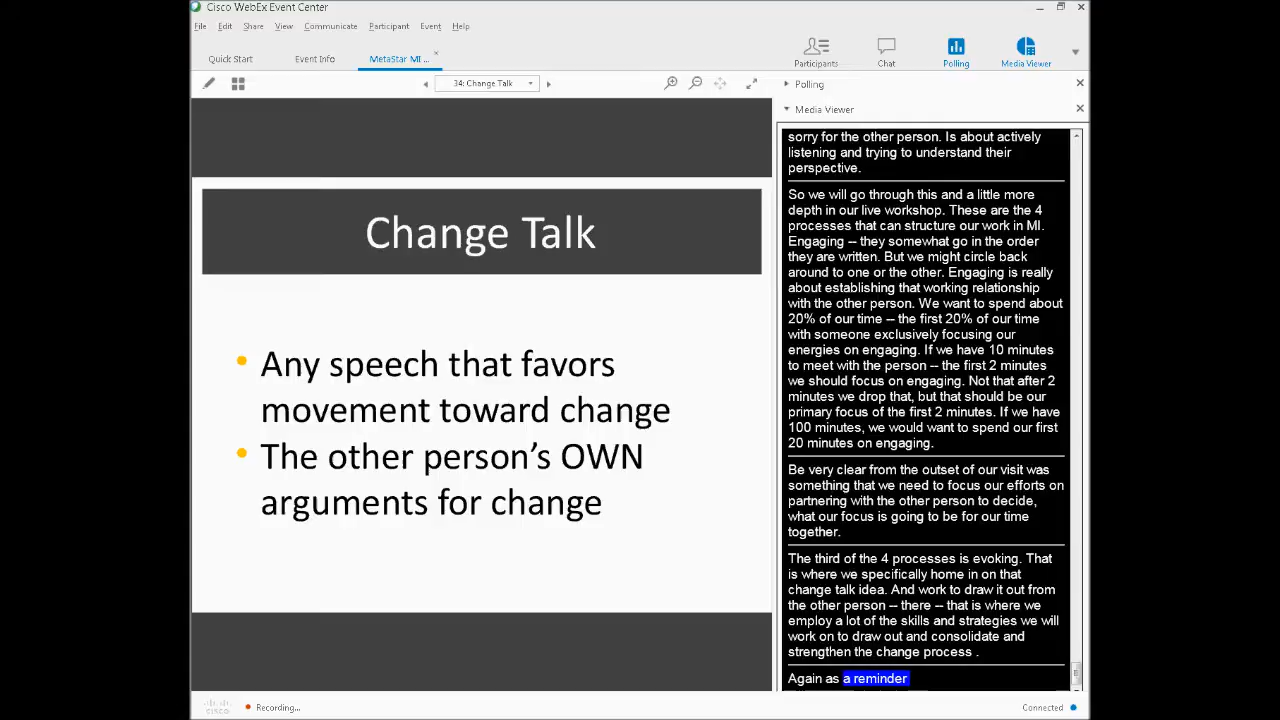 Cisco WebEx Event Center
File Edit Share View Communicate Participant Event Help
Quick Start Event Info MetaStar MI ...
Participants Chat Polling Media Viewer
34: Change Talk
Polling
Media Viewer
Change Talk
• Any speech that favors
movement toward change
• The other person’s OWN
arguments for change
sorry for the other person. Is about actively
listening and trying to understand their
perspective.
So we will go through this and a little more
depth in our live workshop. These are the 4
processes that can structure our work in MI.
Engaging -- they somewhat go in the order
they are written. But we might circle back
around to one or the other. Engaging is really
about establishing that working relationship
with the other person. We want to spend about
20% of our time -- the first 20% of our time
with someone exclusively focusing our
energies on engaging. If we have 10 minutes
to meet with the person -- the first 2 minutes
we should focus on engaging. Not that after 2
minutes we drop that, but that should be our
primary focus of the first 2 minutes. If we have
100 minutes, we would want to spend our first
20 minutes on engaging.
Be very clear from the outset of our visit was
something that we need to focus our efforts on
partnering with the other person to decide,
what our focus is going to be for our time
together.
The third of the 4 processes is evoking. That
is where we specifically home in on that
change talk idea. And work to draw it out from
the other person -- there -- that is where we
employ a lot of the skills and strategies we will
work on to draw out and consolidate and
strengthen the change process .
Again as a reminder
cisco
Recording...
Connected